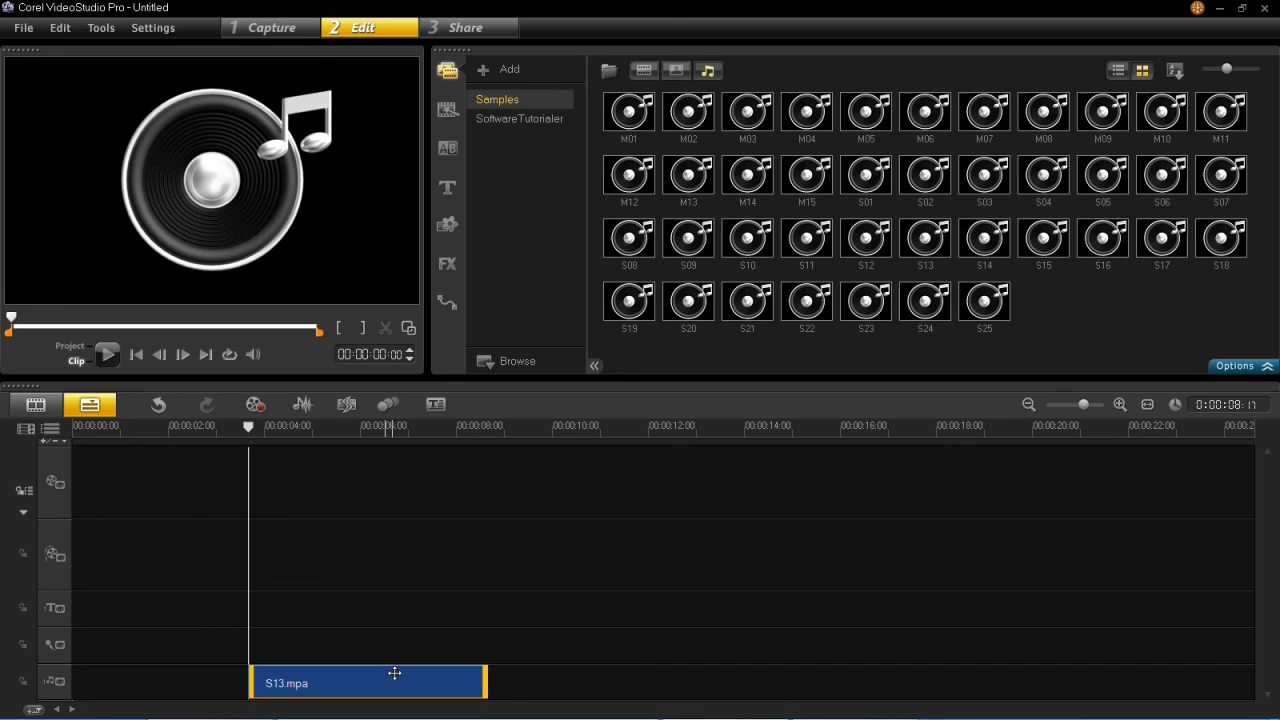 Corel VideoStudio Pro - Untitled
File Edit Tools Settings 1 Capture 2 Edit 3 Share
Add
Samples
SoftwareTutorialer
M01 M02 M03 M04 M05 M06 M07 M08 M09 M10 M11
AB
M12 M13 M14 M15 S01 S02 S03 S04 S05 S06 S07
T
S08 S09 S10 S11 S12 S13 S14 S15 S16 S17 S18
FX
S19 S20 S21 S22 S23 S24 S25
Project
Clip
00:00:00:00
Browse
Options
0:00:08:17
00:00:00:00 00:00:02:00 00:00:04:00 00:00:06:00 00:00:08:00 00:00:10:00 00:00:12:00 00:00:14:00 00:00:16:00 00:00:18:00 00:00:20:00 00:00:22:00 00:00:2
S13.mpa